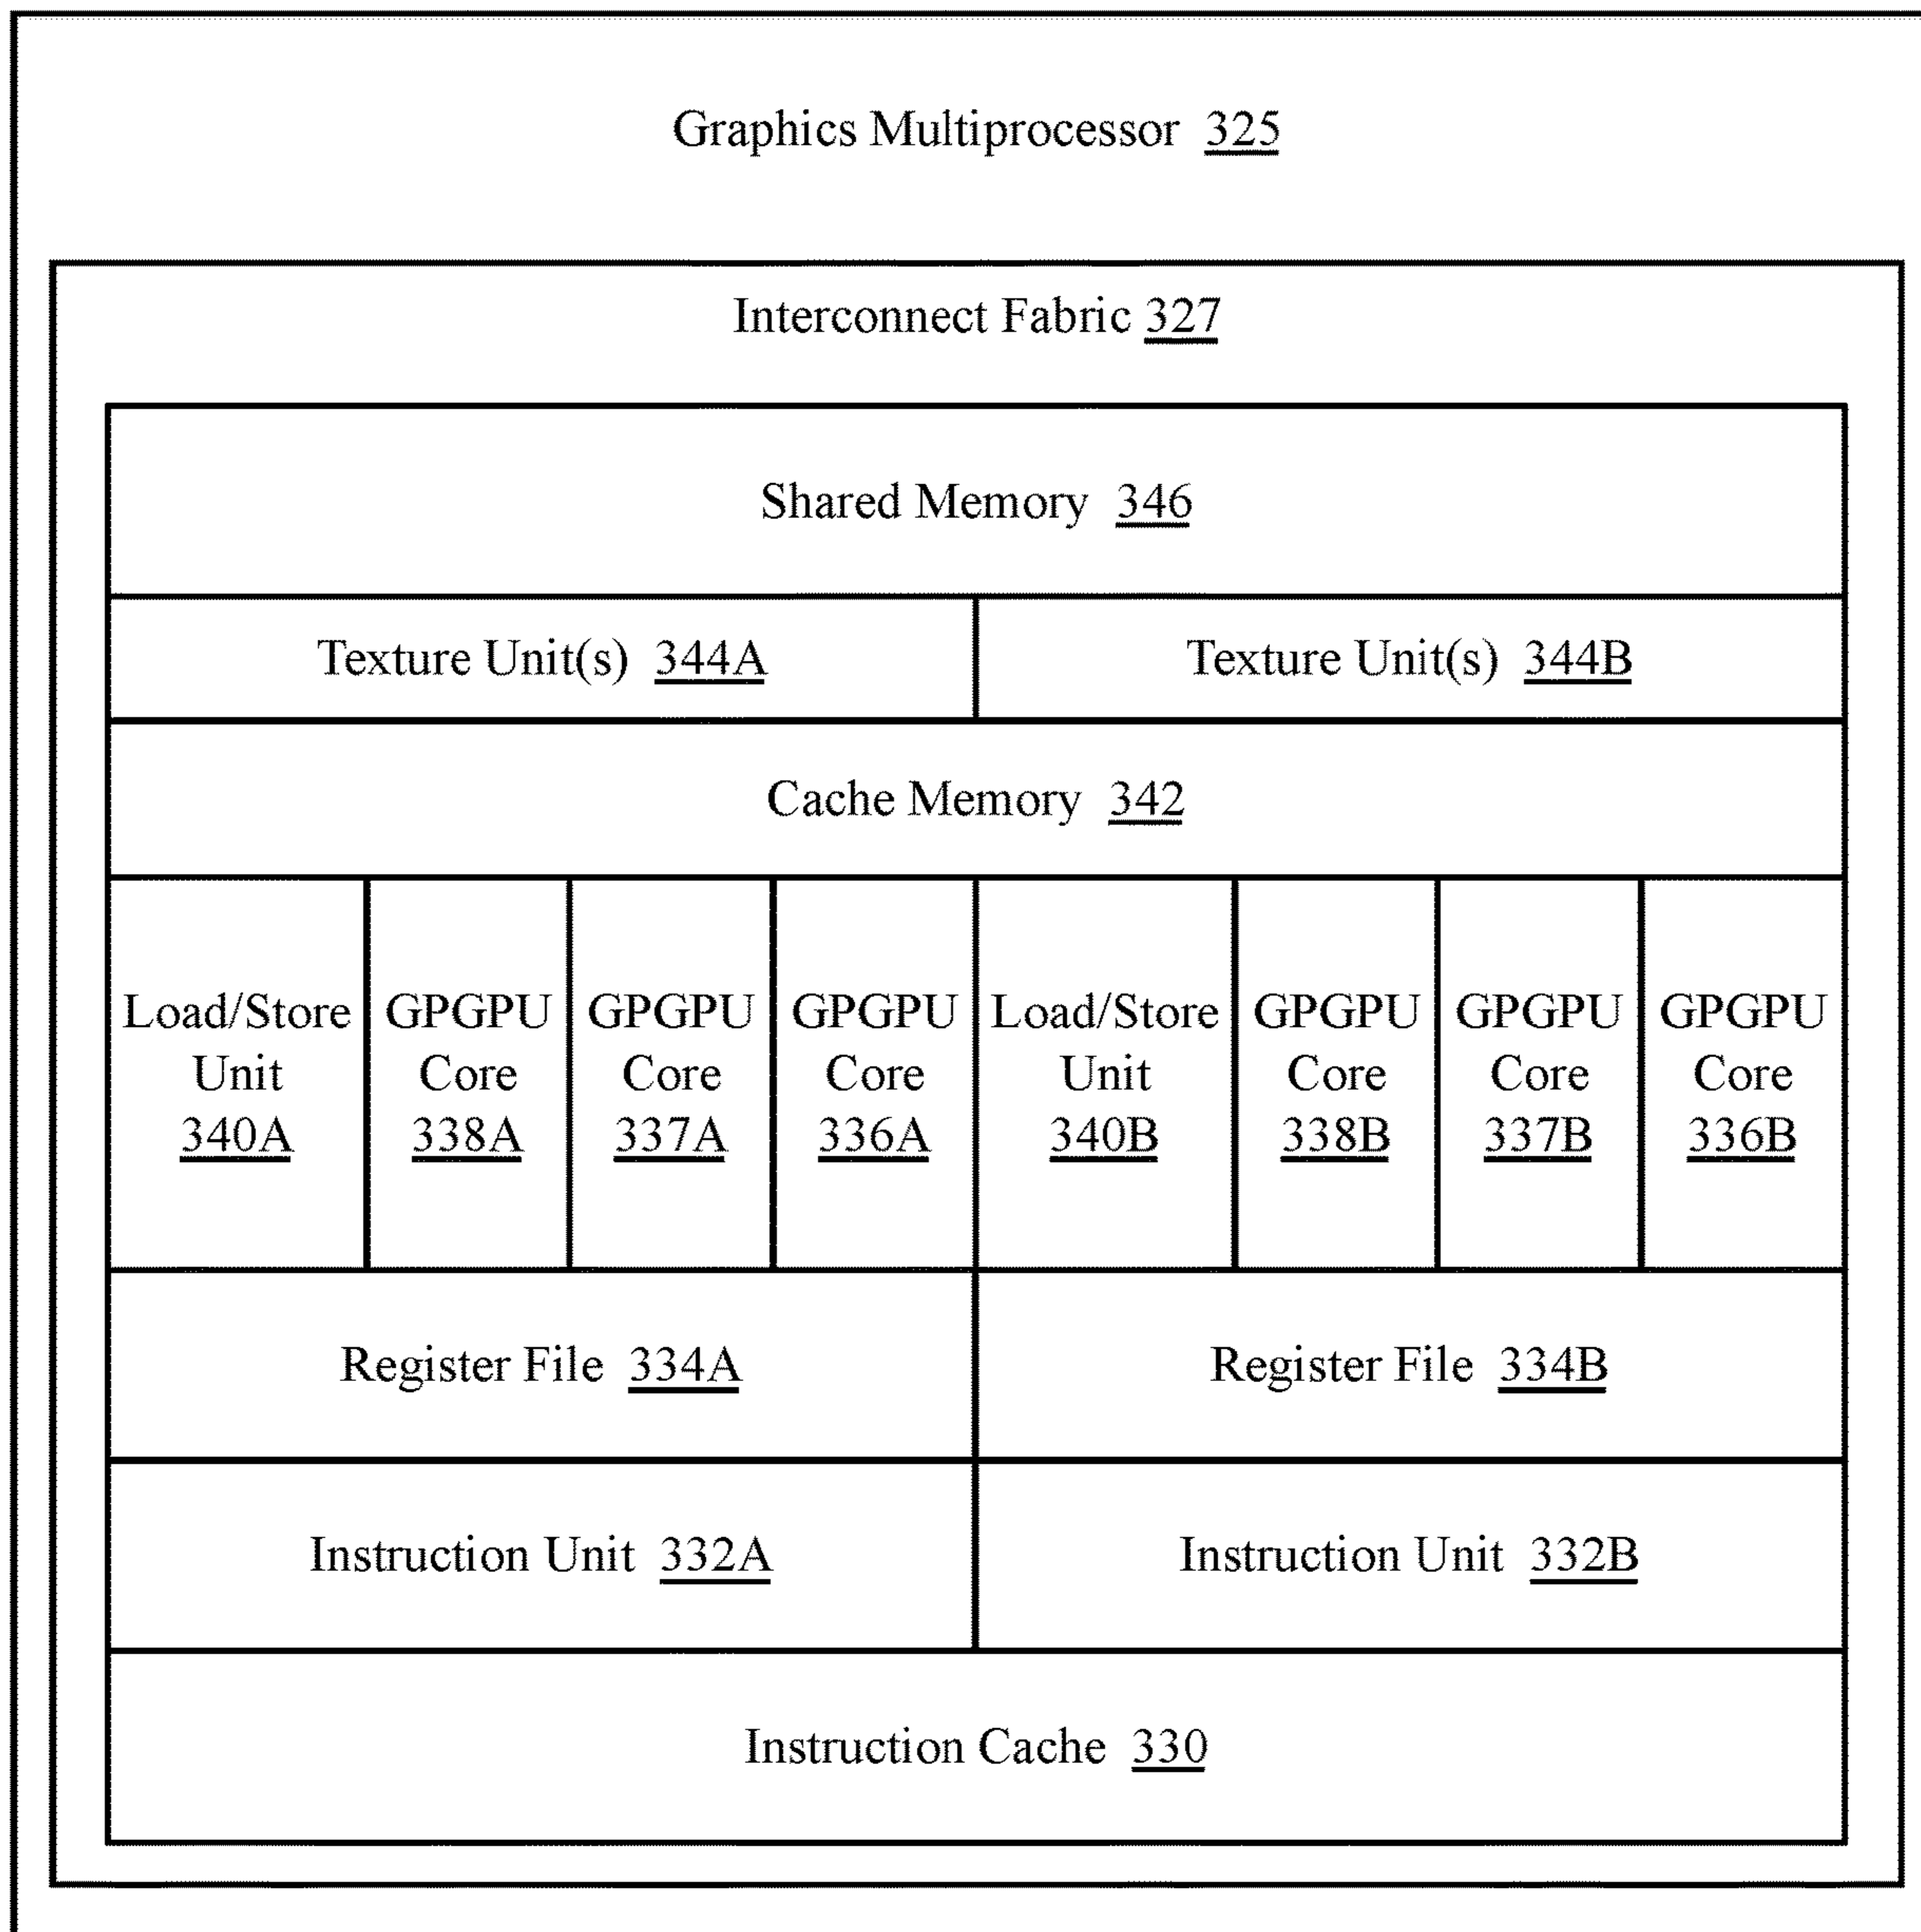 Graphics Multiprocessor 325
Interconnect Fabric 327
Shared Memory 346
Texture Unit(s) 344A
Texture Unit(s) 344B
Cache Memory 342
Load/Store
Unit
340A
GPGPU
Core
338A
GPGPU
Core
337A
GPGPU
Core
336A
Load/Store
Unit
340B
GPGPU
Core
338B
GPGPU
Core
337B
GPGPU
Core
336B
Register File 334A
Register File 334B
Instruction Unit 332A
Instruction Unit 332B
Instruction Cache 330